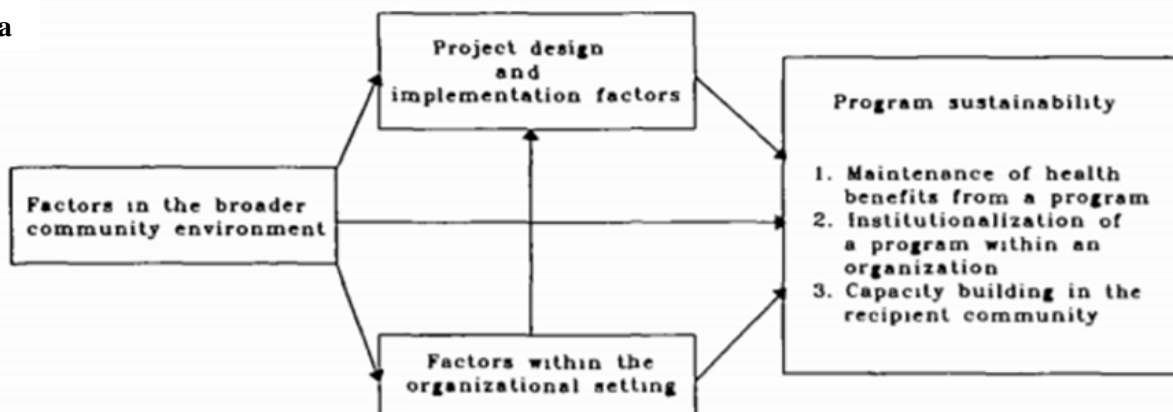 a
Project design
and
implementation factors
Factors in the broader
community environment
Factors within the
organizational setting
Program sustainability
1. Maintenance of health
benefits from a program
2. Institutionalization of
a program within an
organization
3. Capacity building in the
recipient community